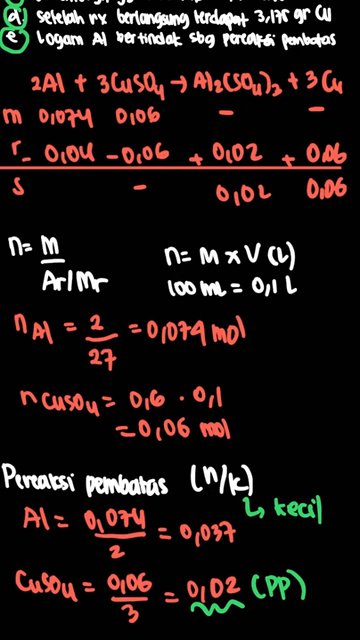 d setelah rx berlangsung terdapat 3,175 gr Cu
e logam Al bertindak sbg pereaksi pembatas
2Al + 3CuSO4 → Al2(SO4)3 + 3Cu
m 0,074 0,06 - -
r - 0,04 - 0,06 + 0,02 + 0,06
s - 0,02 0,06
n = M
Ar/Mr
n = M x V (L)
100 mL = 0,1 L
n Al = 2 = 0,074 mol
27
n CuSO4 = 0,6 . 0,1
= 0,06 mol
Pereaksi pembatas (n/k)
↳ kecil
Al = 0,074 = 0,037
2
CuSO4 = 0,06 = 0,02 (PP)
3